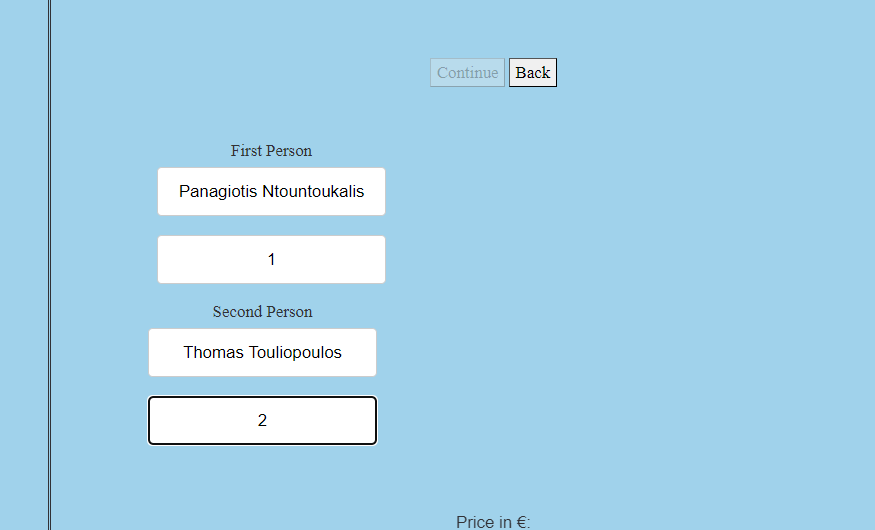 Continue Back
First Person
Panagiotis Ntountoukalis
1
Second Person
Thomas Touliopoulos
2
Price in €: